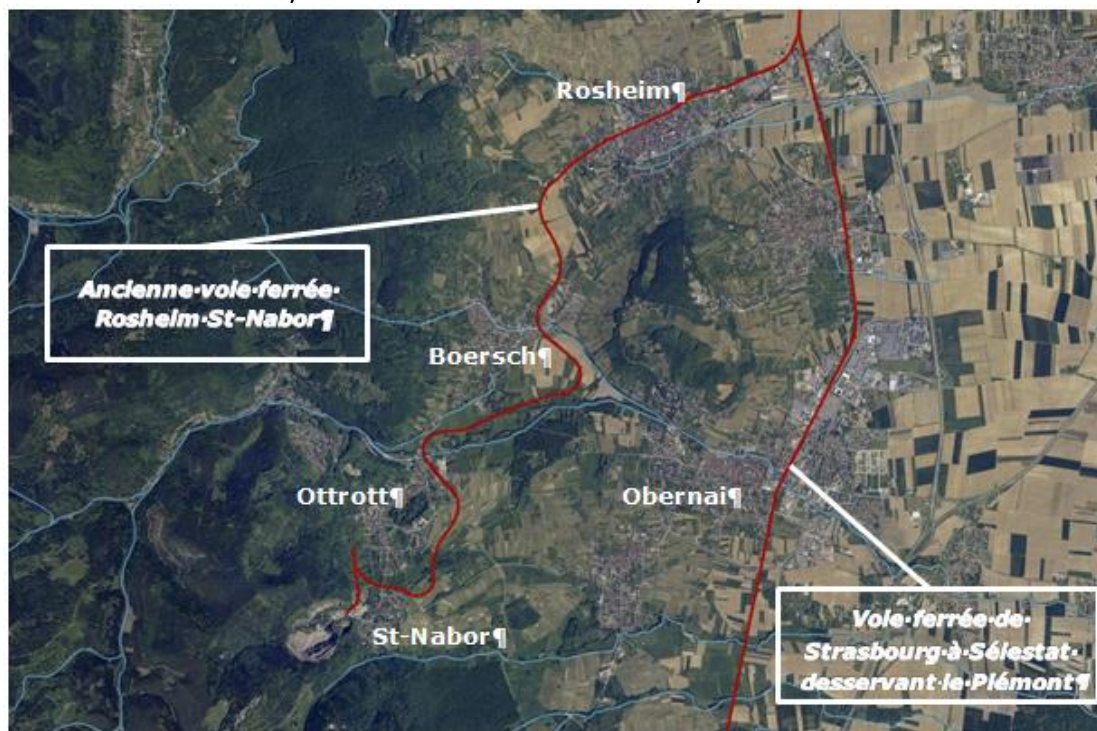 Rosheim¶
Ancienne·voie·ferrée·
Rosheim·St-Nabor¶
Boersch¶
Ottrott¶
Obernai¶
St-Nabor¶
Voie·ferrée·de·
Strasbourg·à·Sélestat·
desservant·le·Piémont¶